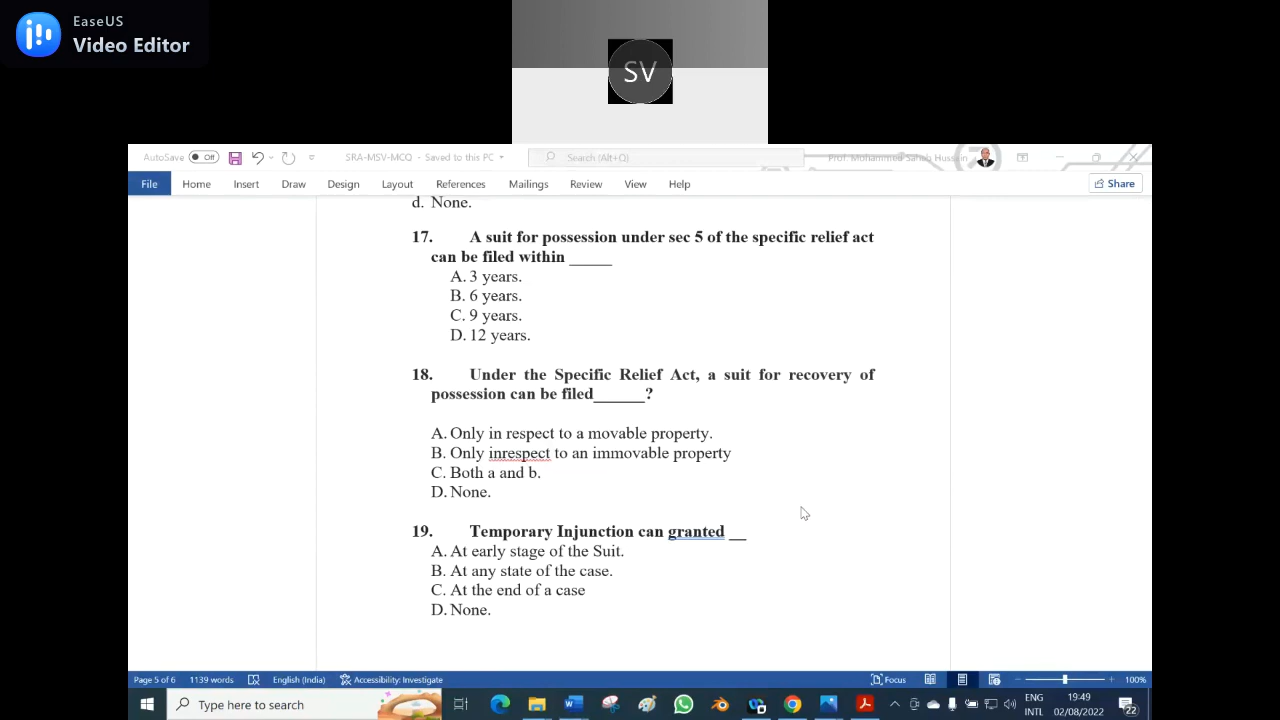 EaseUS
Video Editor
SV
AutoSave Off SRA-MSV-MCQ - Saved to this PC Search (Alt+Q) Prof. Mohammed Saheb Hussain
File Home Insert Draw Design Layout References Mailings Review View Help Share
d. None.
17. A suit for possession under sec 5 of the specific relief act
can be filed within _____
A. 3 years.
B. 6 years.
C. 9 years.
D. 12 years.
18. Under the Specific Relief Act, a suit for recovery of
possession can be filed______?
A. Only in respect to a movable property.
B. Only inrespect to an immovable property
C. Both a and b.
D. None.
19. Temporary Injunction can granted __
A. At early stage of the Suit.
B. At any state of the case.
C. At the end of a case
D. None.
Page 5 of 6 1139 words English (India) Accessibility: Investigate Focus 100%
Type here to search ENG 19:49
INTL 02/08/2022 22